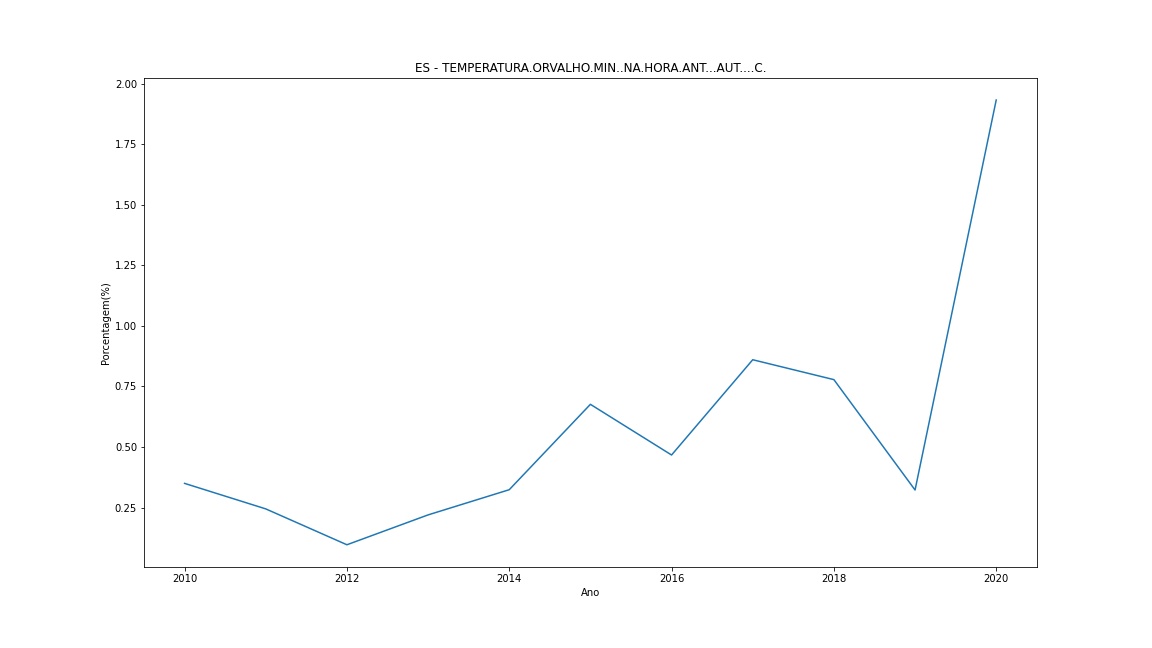 ES - TEMPERATURA.ORVALHO.MIN..NA.HORA.ANT...AUT....C.
2.00
1.75
1.50
1.25
1.00
0.75
0.50
0.25
Porcentagem(%)
2010 2012 2014 2016 2018 2020
Ano